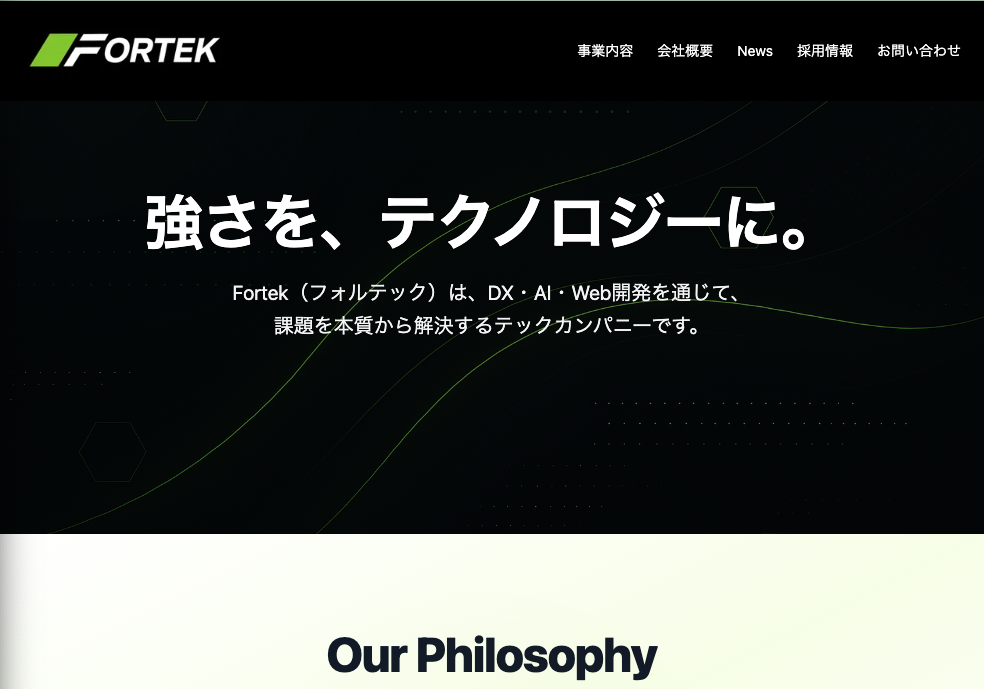 FORTEK
事業内容 会社概要 News 採用情報 お問い合わせ
強さを、テクノロジーに。
Fortek（フォルテック）は、DX・AI・Web開発を通じて、
課題を本質から解決するテックカンパニーです。
Our Philosophy